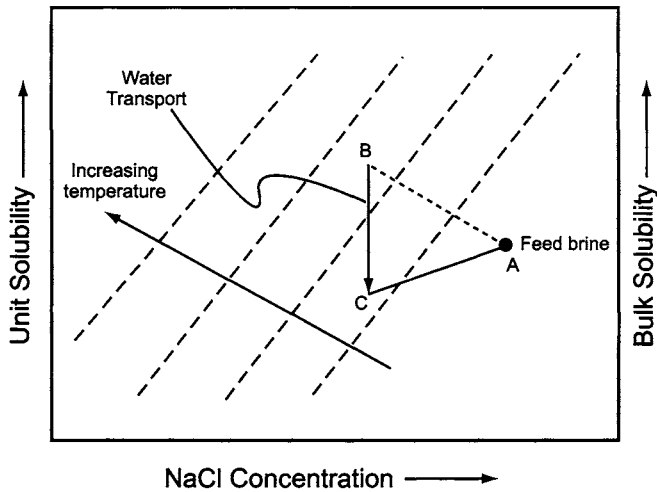 Water
Transport
Increasing
temperature
B
Feed brine
A
C
Unit Solubility
Bulk Solubility
NaCl Concentration